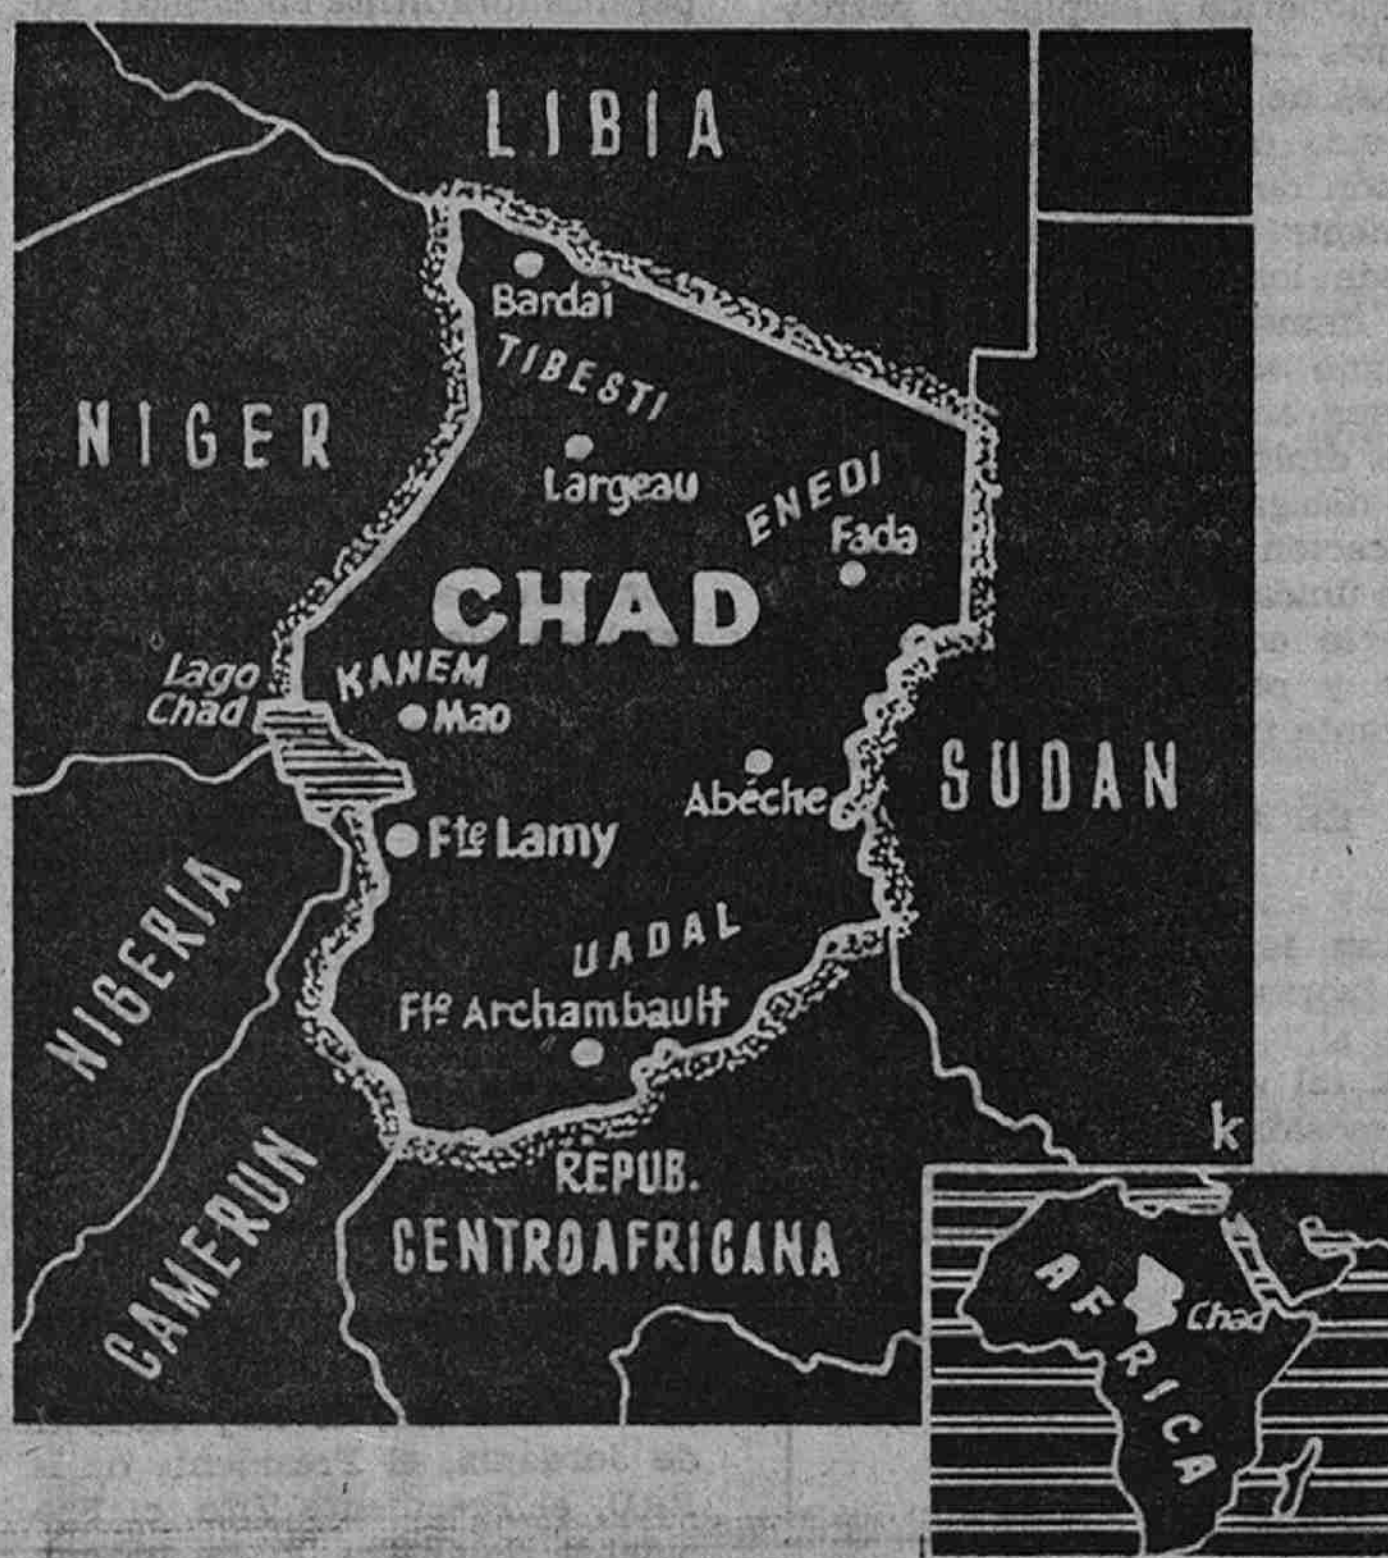 LIBIA
Bardai
TIBESTI
NIGER
Largeau
ENEDI
Fada
CHAD
Lago
Chad
KANEM
Mao
SUDAN
Abéche
Fte Lamy
NIGERIA
UADAL
Fte Archambault
k
CAMERUN
REPUB.
CENTROAFRICANA
AFRICA
Chad